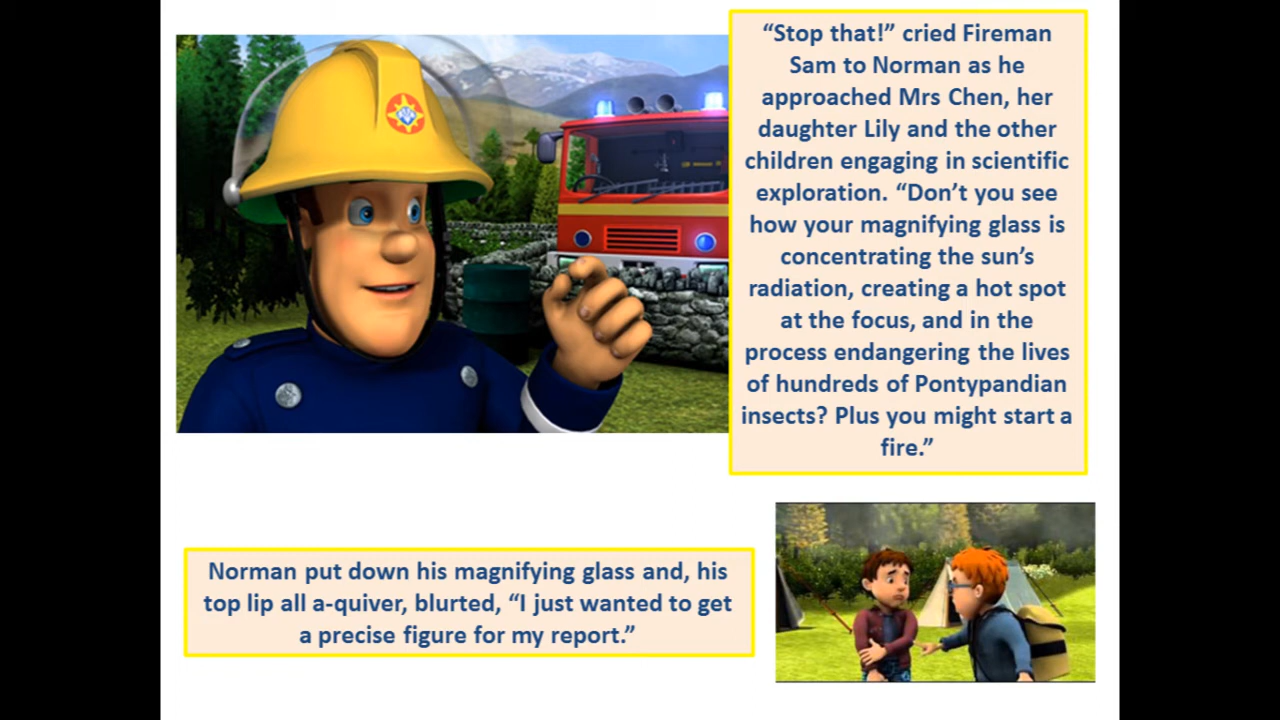 “Stop that!” cried Fireman
Sam to Norman as he
approached Mrs Chen, her
daughter Lily and the other
children engaging in scientific
exploration. “Don’t you see
how your magnifying glass is
concentrating the sun’s
radiation, creating a hot spot
at the focus, and in the
process endangering the lives
of hundreds of Pontypandian
insects? Plus you might start a
fire.”
Norman put down his magnifying glass and, his
top lip all a-quiver, blurted, “I just wanted to get
a precise figure for my report.”